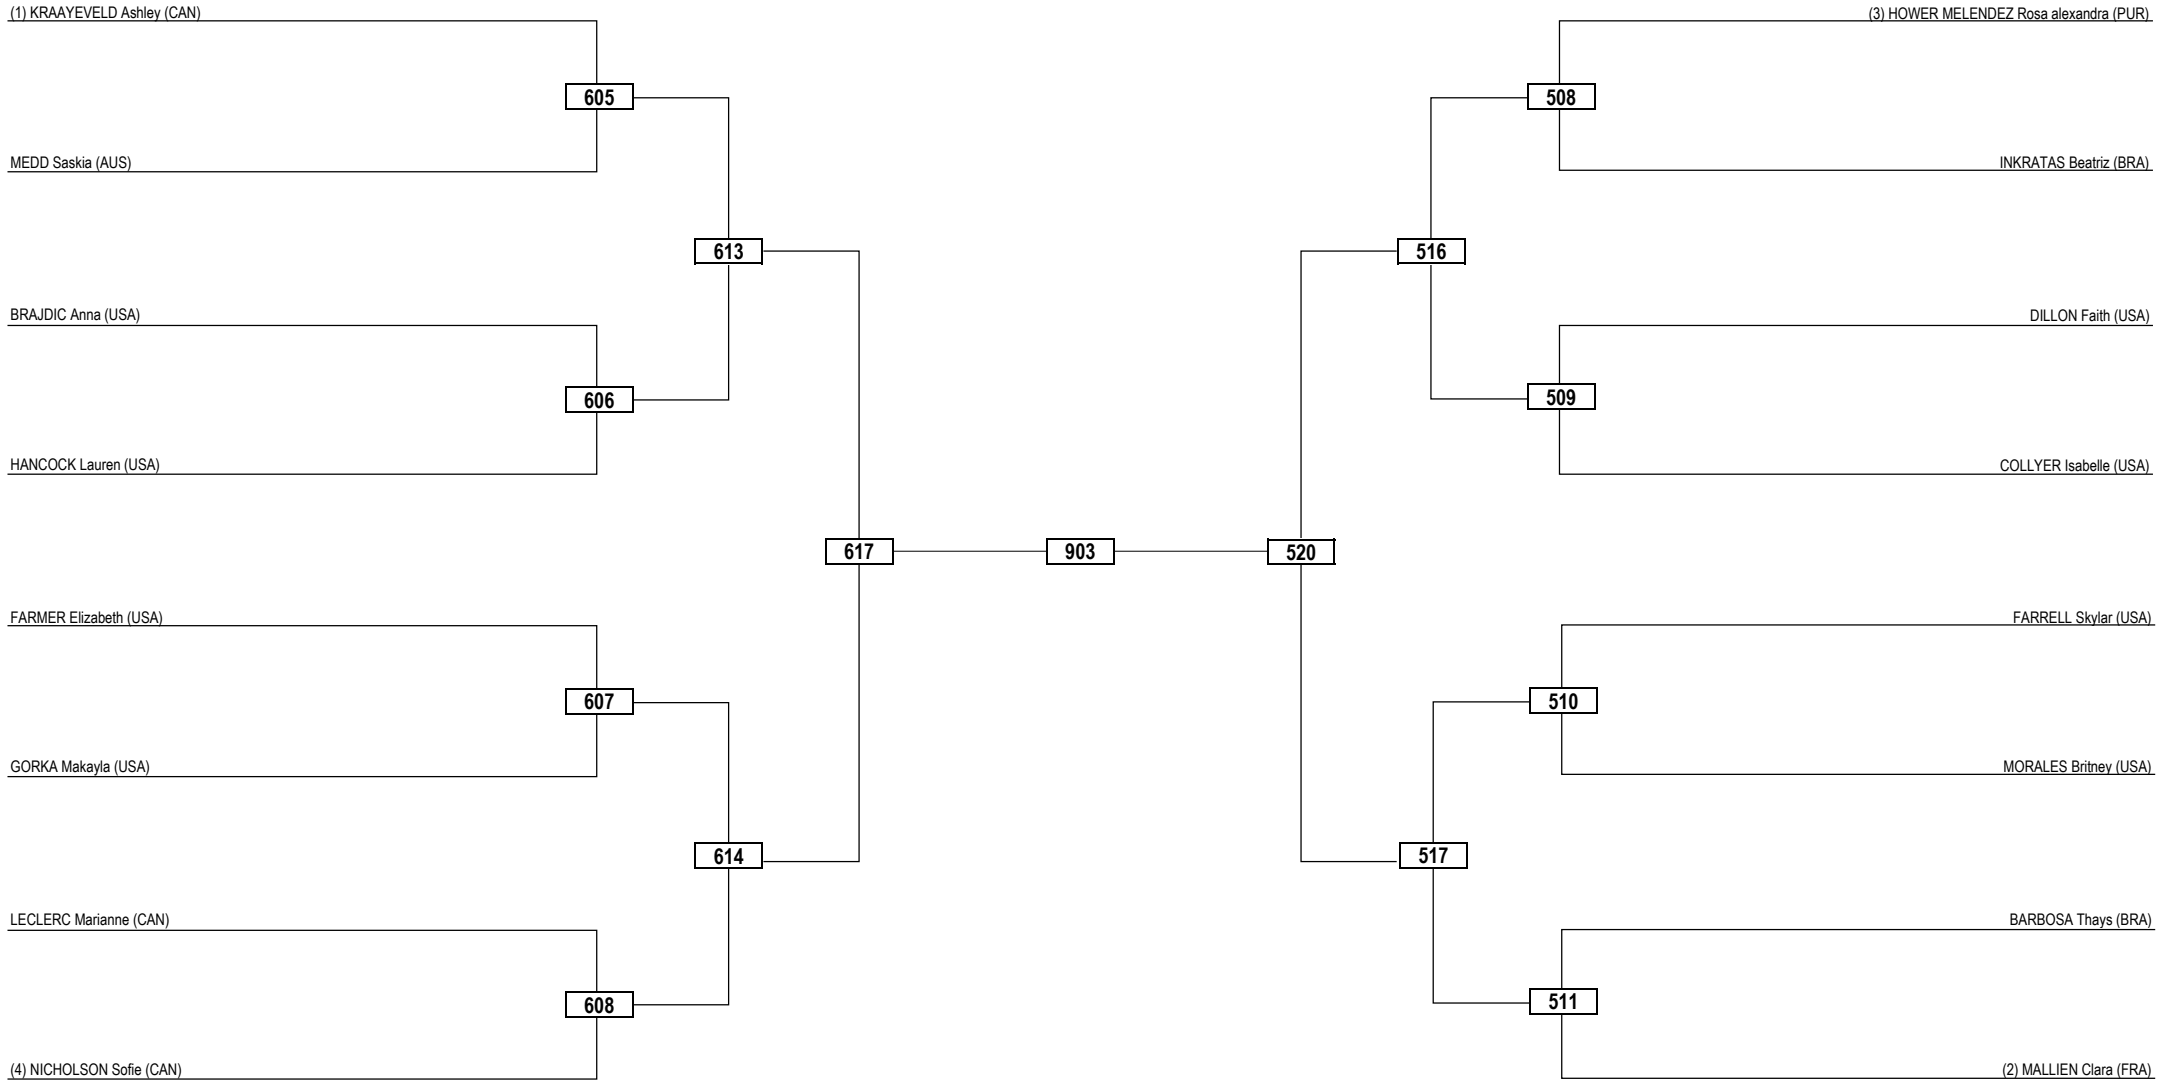 (1) KRAAYEVELD Ashley (CAN)
(3) HOWER MELENDEZ Rosa alexandra (PUR)
605
508
MEDD Saskia (AUS)
INKRATAS Beatriz (BRA)
613
516
BRAJDIC Anna (USA)
DILLON Faith (USA)
606
509
HANCOCK Lauren (USA)
COLLYER Isabelle (USA)
617
903
520
FARMER Elizabeth (USA)
FARRELL Skylar (USA)
607
510
GORKA Makayla (USA)
MORALES Britney (USA)
614
517
LECLERC Marianne (CAN)
BARBOSA Thays (BRA)
608
511
(4) NICHOLSON Sofie (CAN)
(2) MALLIEN Clara (FRA)